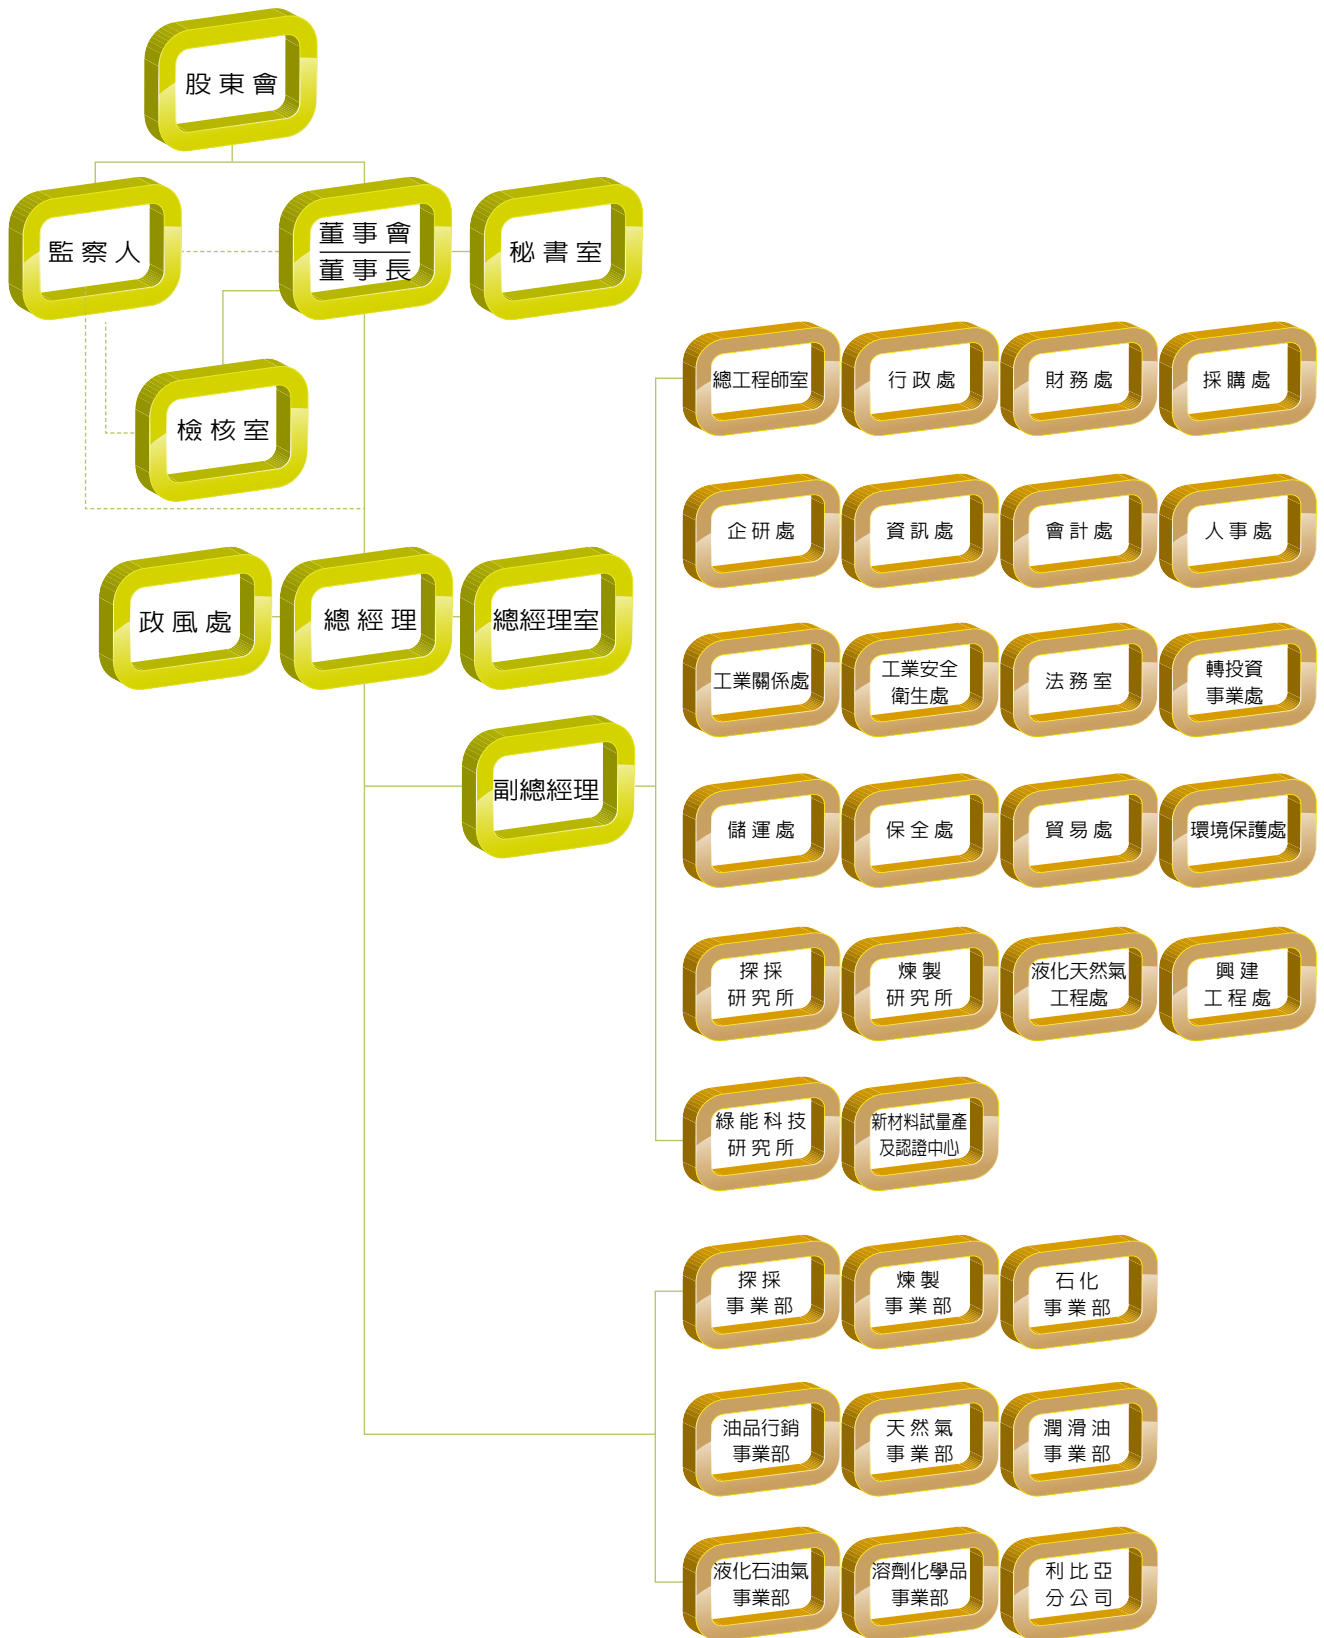 股東會
監察人
董事會
董事長
秘書室
檢核室
政風處
總經理
總經理室
副總經理
總工程師室
行政處
財務處
採購處
企研處
資訊處
會計處
人事處
工業關係處
工業安全
衛生處
法務室
轉投資
事業處
儲運處
保全處
貿易處
環境保護處
探採
研究所
煉製
研究所
液化天然氣
工程處
興建
工程處
綠能科技
研究所
新材料試量產
及認證中心
探採
事業部
煉製
事業部
石化
事業部
油品行銷
事業部
天然氣
事業部
潤滑油
事業部
液化石油氣
事業部
溶劑化學品
事業部
利比亞
分公司